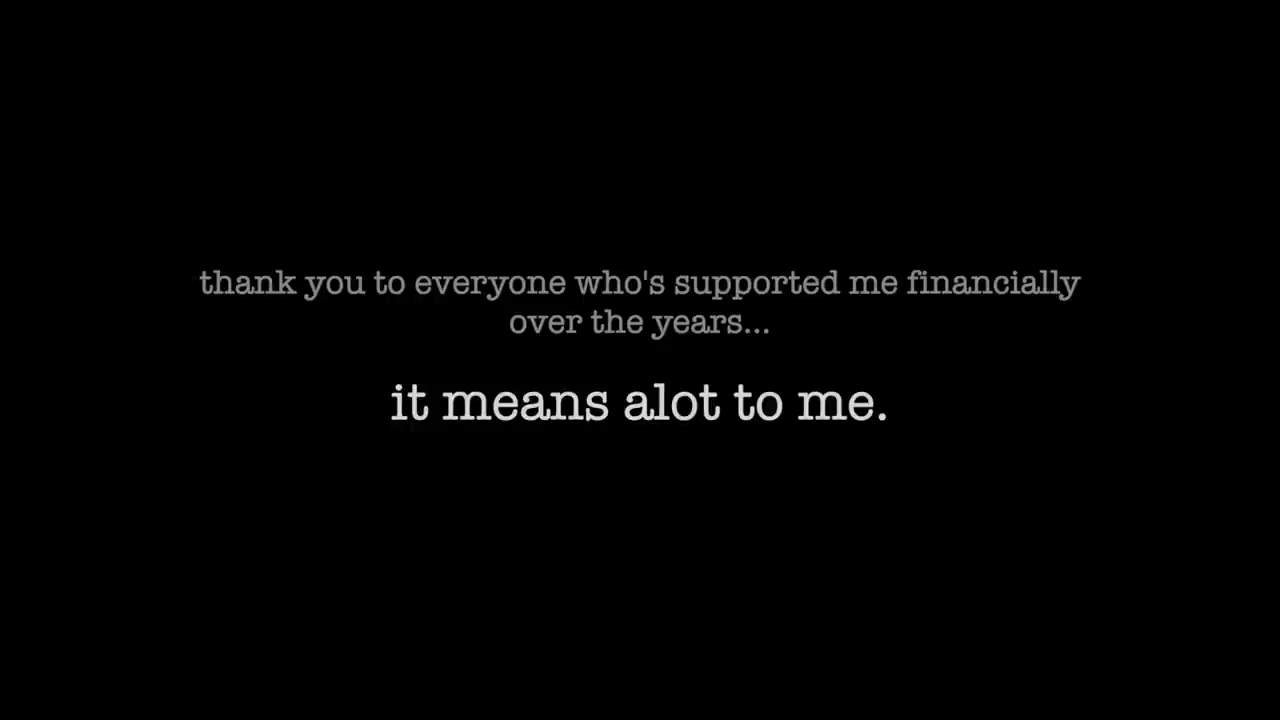 thank you to everyone who's supported me financially
over the years...
it means alot to me.